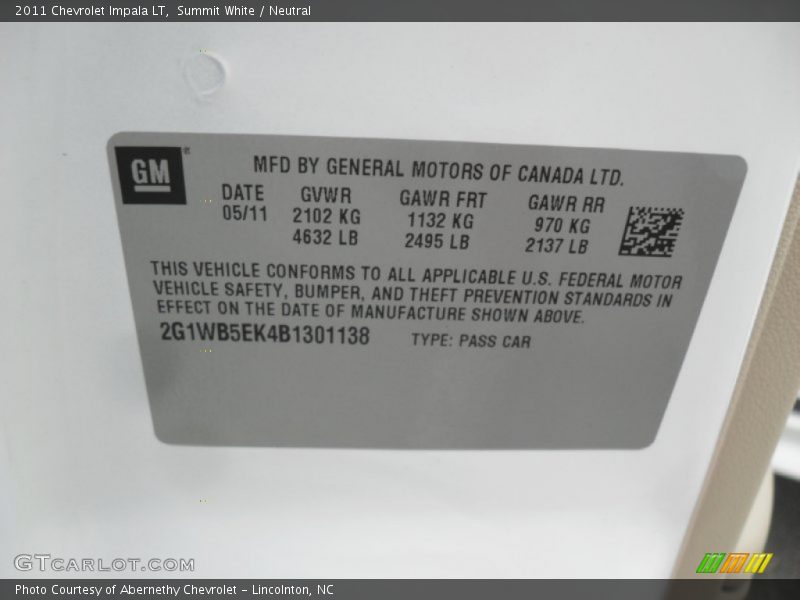 2011 Chevrolet Impala LT, Summit White / Neutral
GM
MFD BY GENERAL MOTORS OF CANADA LTD.
DATE GVWR GAWR FRT GAWR RR
05/11 2102 KG 1132 KG 970 KG
4632 LB 2495 LB 2137 LB
THIS VEHICLE CONFORMS TO ALL APPLICABLE U.S. FEDERAL MOTOR
VEHICLE SAFETY, BUMPER, AND THEFT PREVENTION STANDARDS IN
EFFECT ON THE DATE OF MANUFACTURE SHOWN ABOVE.
2G1WB5EK4B1301138 TYPE: PASS CAR
GTCARLOT.COM
Photo Courtesy of Abernethy Chevrolet - Lincolnton, NC